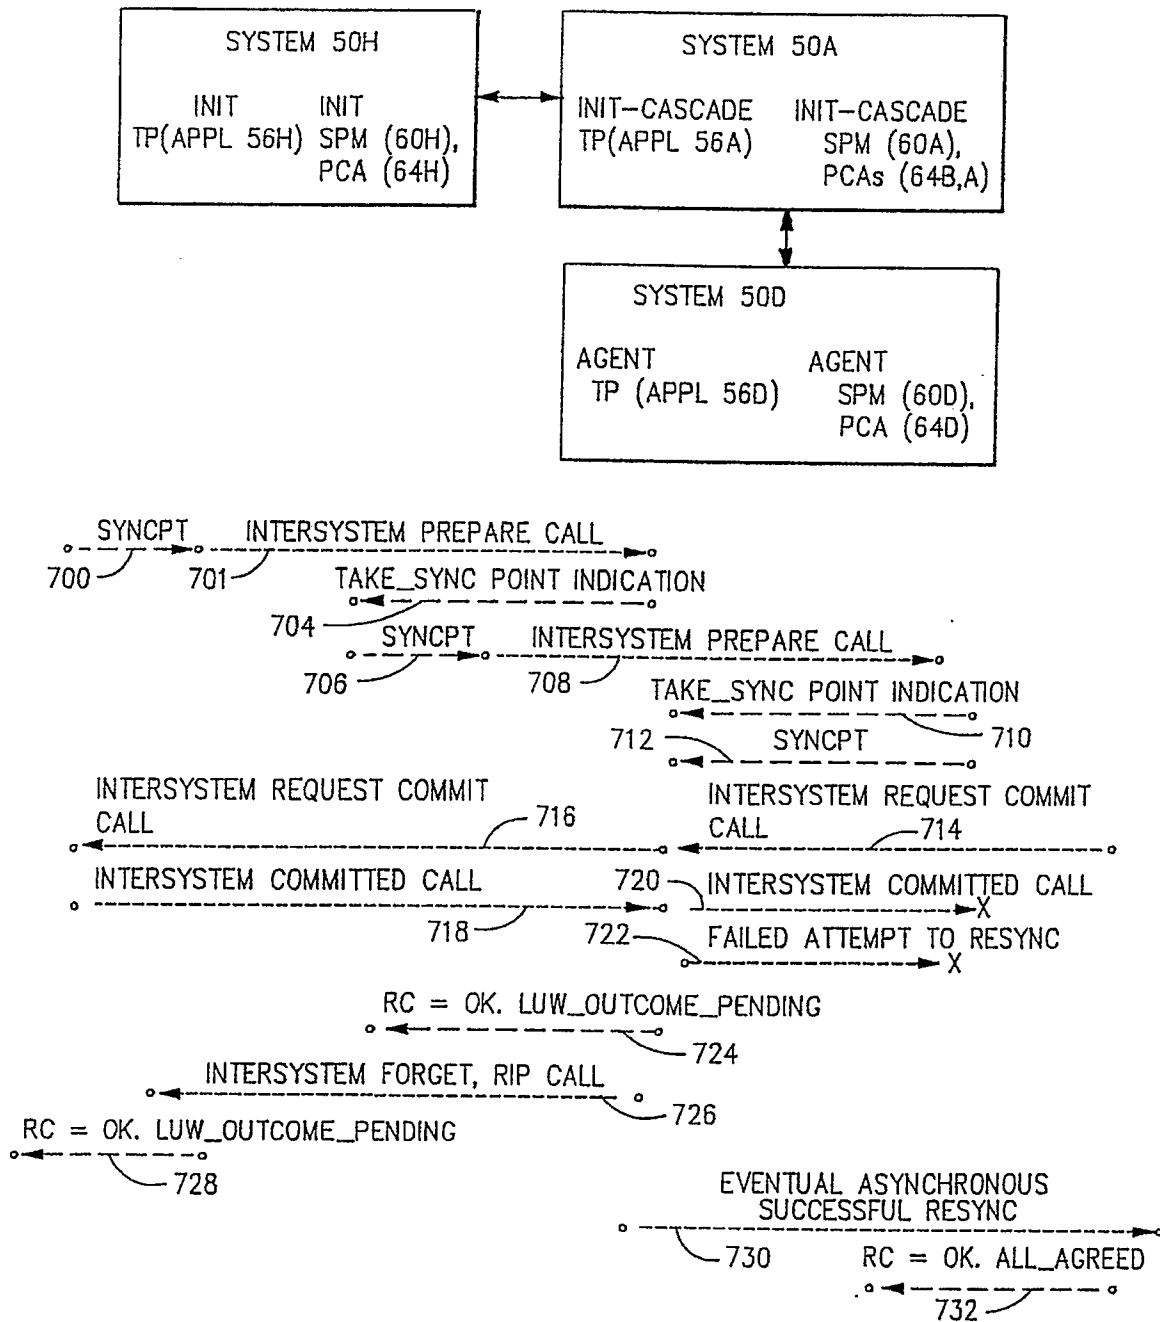 SYSTEM 50H
INIT INIT
TP(APPL 56H) SPM (60H),
PCA (64H)
SYSTEM 50A
INIT-CASCADE INIT-CASCADE
TP(APPL 56A) SPM (60A),
PCAs (64B,A)
SYSTEM 50D
AGENT AGENT
TP (APPL 56D) SPM (60D),
PCA (64D)
SYNCPT INTERSYSTEM PREPARE CALL
700 701
TAKE_SYNC POINT INDICATION
704
SYNCPT INTERSYSTEM PREPARE CALL
706 708
TAKE_SYNC POINT INDICATION
710
712 SYNCPT
INTERSYSTEM REQUEST COMMIT
CALL 716
INTERSYSTEM REQUEST COMMIT
CALL 714
INTERSYSTEM COMMITTED CALL
718
720 INTERSYSTEM COMMITTED CALL
X
722 FAILED ATTEMPT TO RESYNC
X
RC = OK. LUW_OUTCOME_PENDING
724
INTERSYSTEM FORGET, RIP CALL
726
RC = OK. LUW_OUTCOME_PENDING
728
EVENTUAL ASYNCHRONOUS
SUCCESSFUL RESYNC
730
RC = OK. ALL_AGREED
732